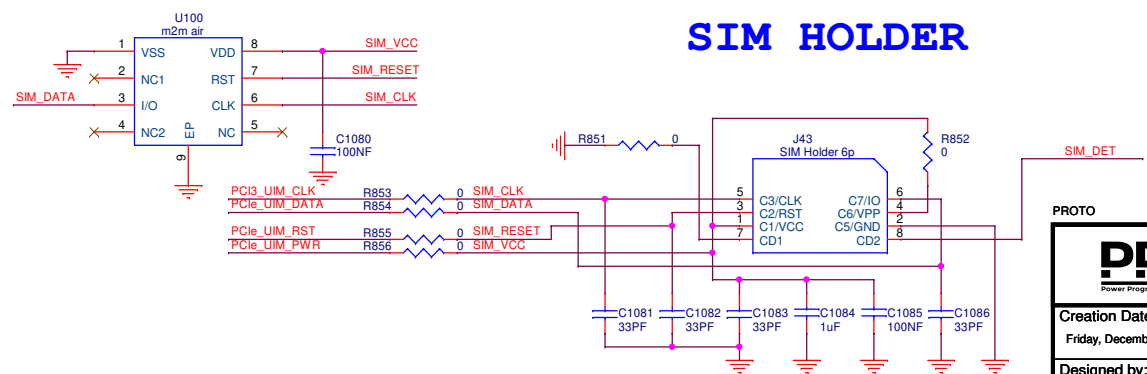 U100
m2m air
SIM HOLDER
1 VSS VDD 8 SIM_VCC
2 NC1 RST 7 SIM_RESET
SIM_DATA 3 I/O CLK 6 SIM_CLK
4 NC2 EP NC 5
9
C1080
100NF
R851 0
J43
SIM Holder 6p
R852
0
SIM_DET
PCI3_UIM_CLK R853 0 SIM_CLK
PCIe_UIM_DATA R854 0 SIM_DATA
PCIe_UIM_RST R855 0 SIM_RESET
PCIe_UIM_PWR R856 0 SIM_VCC
5 C3/CLK C7/IO 6
3 C2/RST C6/VPP 4
1 C1/VCC C5/GND 2
7 CD1 CD2 8
C1081
33PF
C1082
33PF
C1083
33PF
C1084
1uF
C1085
100NF
C1086
33PF
PROTO
Creation Date
Designed by: